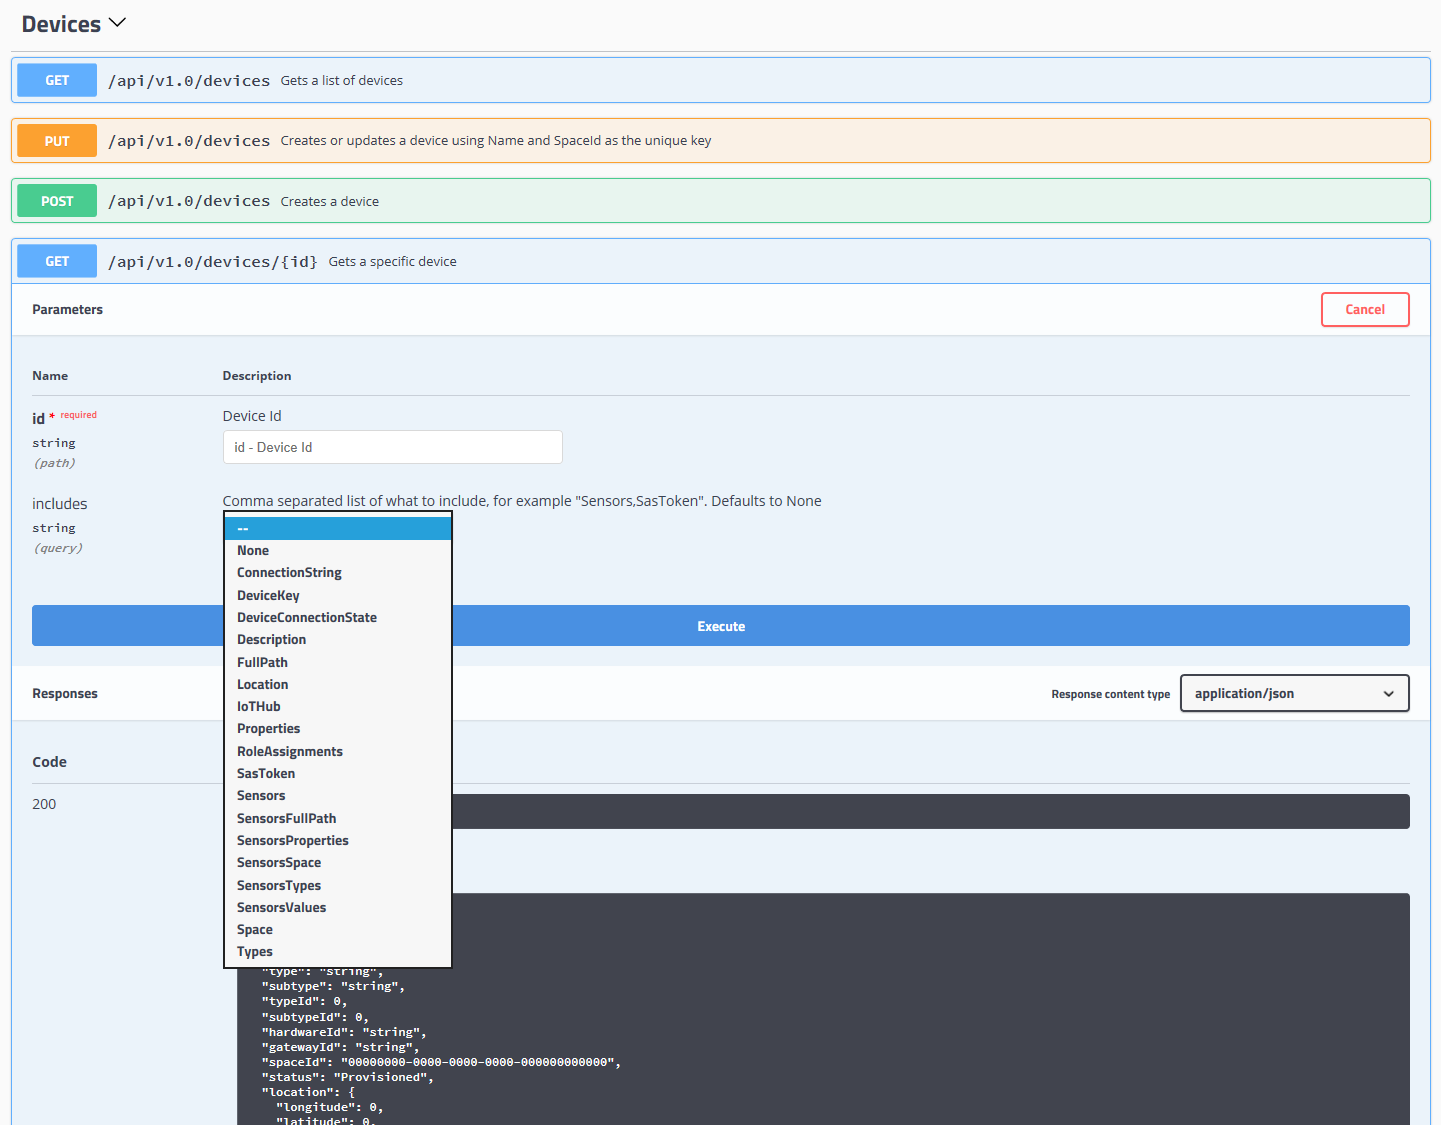 Devices
GET /api/v1.0/devices Gets a list of devices
PUT /api/v1.0/devices Creates or updates a device using Name and SpaceId as the unique key
POST /api/v1.0/devices Creates a device
GET /api/v1.0/devices/{id} Gets a specific device
Parameters Cancel
Name Description
id * required Device Id
string
(path)
id - Device Id
includes Comma separated list of what to include, for example "Sensors,SasToken". Defaults to None
string
(query)
--
None
ConnectionString
DeviceKey
DeviceConnectionState
Description
FullPath
Location
IoTHub
Properties
RoleAssignments
SasToken
Sensors
SensorsFullPath
SensorsProperties
SensorsSpace
SensorsTypes
SensorsValues
Space
Types
Execute
Responses Response content type application/json
Code
200
"type": "string",
"subtype": "string",
"typeId": 0,
"subtypeId": 0,
"hardwareId": "string",
"gatewayId": "string",
"spaceId": "00000000-0000-0000-0000-000000000000",
"status": "Provisioned",
"location": {
"longitude": 0,
"latitude": 0,